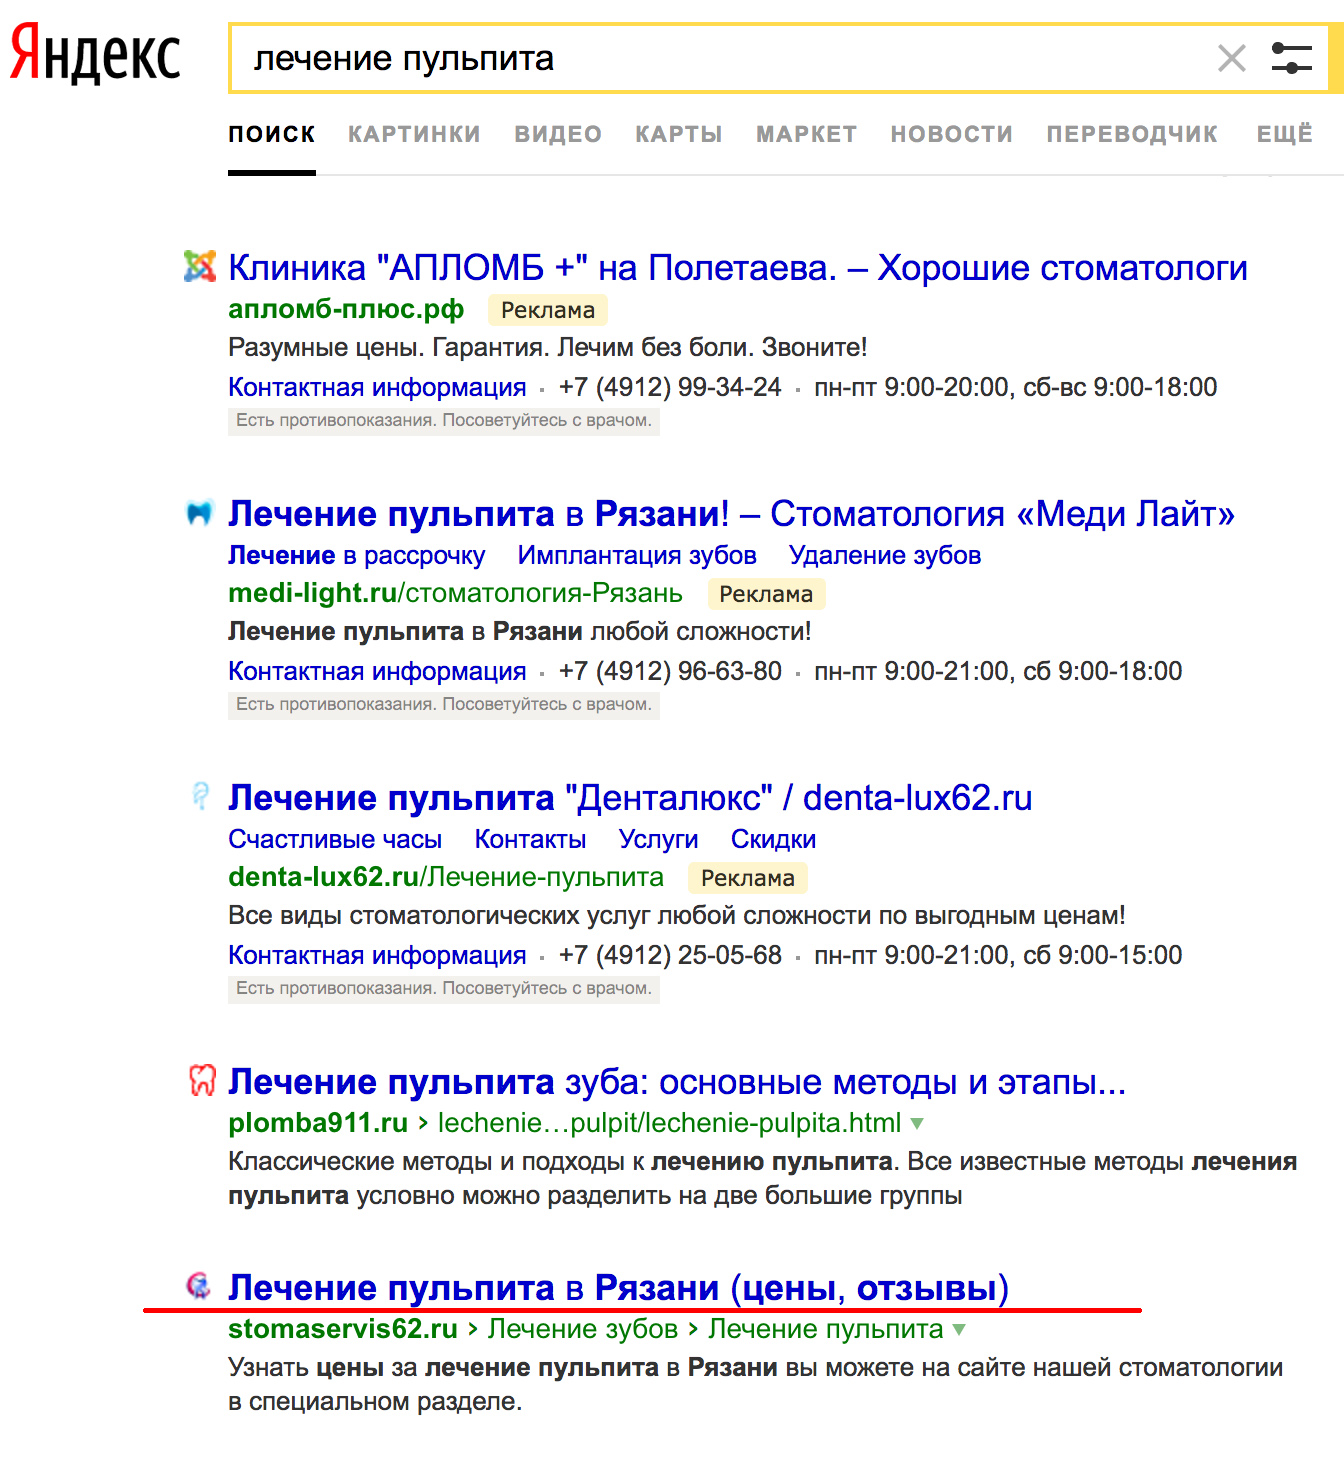 Яндекс
лечение пульпита
ПОИСК КАРТИНКИ ВИДЕО КАРТЫ МАРКЕТ НОВОСТИ ПЕРЕВОДЧИК ЕЩЁ
Клиника "АПЛОМБ +" на Полетаева. – Хорошие стоматологи
апломб-плюс.рф Реклама
Разумные цены. Гарантия. Лечим без боли. Звоните!
Контактная информация · +7 (4912) 99-34-24 · пн-пт 9:00-20:00, сб-вс 9:00-18:00
Есть противопоказания. Посоветуйтесь с врачом.
Лечение пульпита в Рязани! – Стоматология «Меди Лайт»
Лечение в рассрочку Имплантация зубов Удаление зубов
medi-light.ru/стоматология-Рязань Реклама
Лечение пульпита в Рязани любой сложности!
Контактная информация · +7 (4912) 96-63-80 · пн-пт 9:00-21:00, сб 9:00-18:00
Есть противопоказания. Посоветуйтесь с врачом.
Лечение пульпита "Денталюкс" / denta-lux62.ru
Счастливые часы Контакты Услуги Скидки
denta-lux62.ru/Лечение-пульпита Реклама
Все виды стоматологических услуг любой сложности по выгодным ценам!
Контактная информация · +7 (4912) 25-05-68 · пн-пт 9:00-21:00, сб 9:00-15:00
Есть противопоказания. Посоветуйтесь с врачом.
Лечение пульпита зуба: основные методы и этапы...
plomba911.ru › lechenie…pulpit/lechenie-pulpita.html
Классические методы и подходы к лечению пульпита. Все известные методы лечения
пульпита условно можно разделить на две большие группы
Лечение пульпита в Рязани (цены, отзывы)
stomaservis62.ru › Лечение зубов › Лечение пульпита
Узнать цены за лечение пульпита в Рязани вы можете на сайте нашей стоматологии
в специальном разделе.